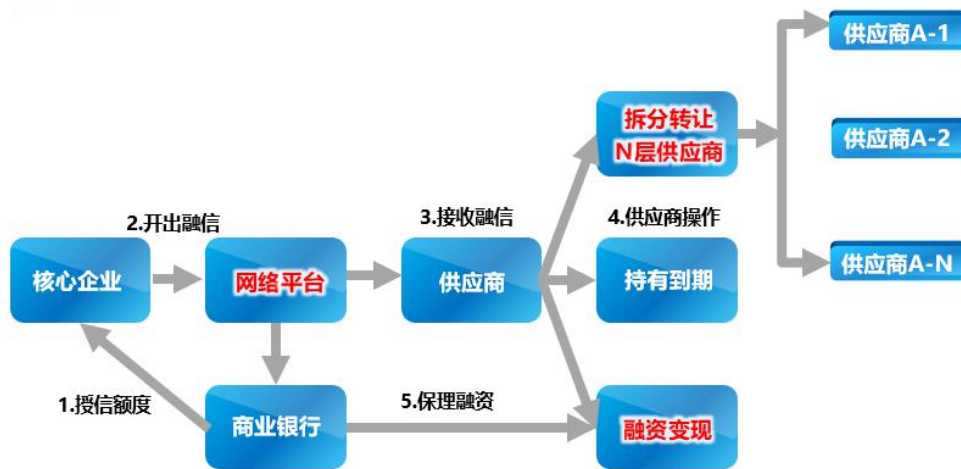 供应商A-1
拆分转让
N层供应商
供应商A-2
2.开出融信
3.接收融信
4.供应商操作
核心企业
网络平台
供应商
持有到期
供应商A-N
1.授信额度
商业银行
5.保理融资
融资变现